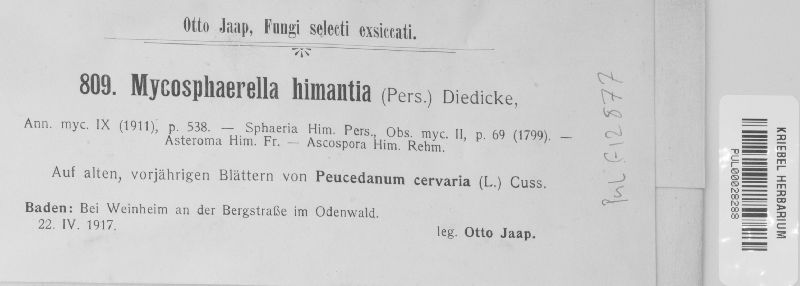 Otto Jaap, Fungi selecti exsiccati.
809. Mycosphaerella himantia (Pers.) Diedicke,
Ann. myc. IX (1911), p. 538. — Sphaeria Him. Pers., Obs. myc. II, p. 69 (1799). —
Asteroma Him. Fr. — Ascospora Him. Rehm.
Auf alten, vorjährigen Blättern von Peucedanum cervaria (L.) Cuss.
Baden: Bei Weinheim an der Bergstraße im Odenwald.
22. IV. 1917.
leg. Otto Jaap.
PuL F12877
KRIEBEL HERBARIUM
PUL00028288